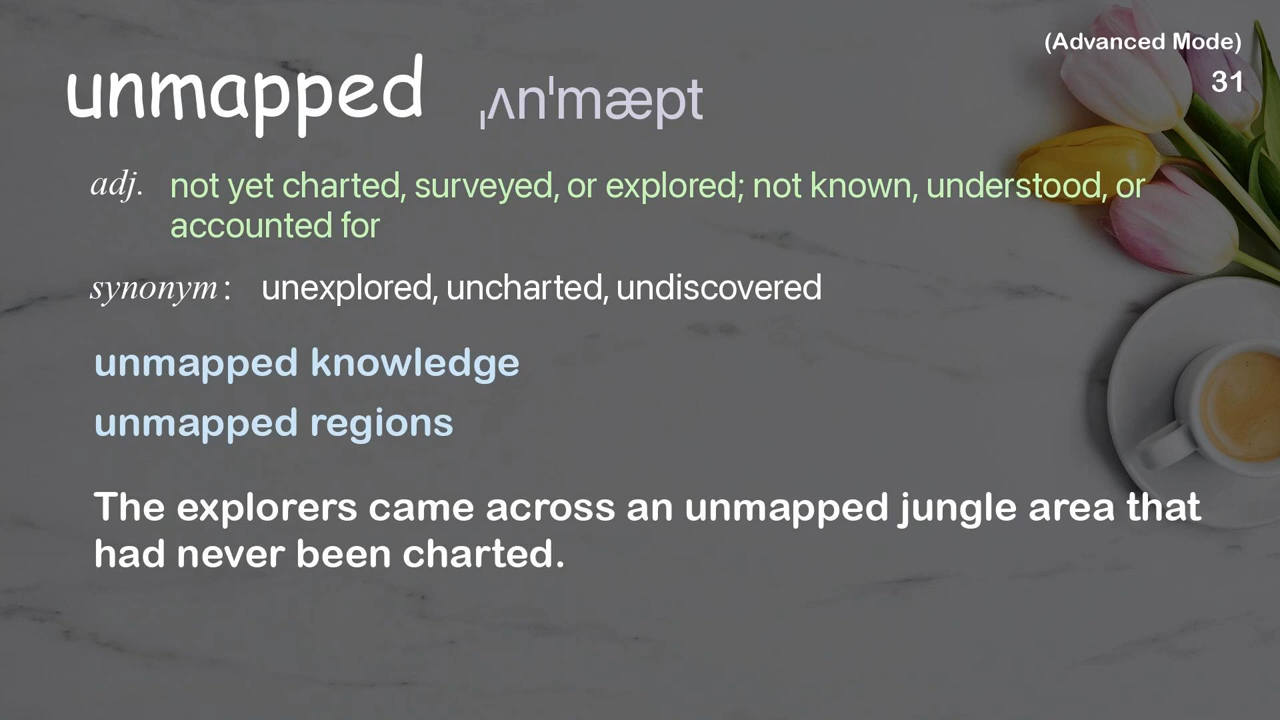 (Advanced Mode)
31
unmapped ˌʌnˈmæpt
adj. not yet charted, surveyed, or explored; not known, understood, or
accounted for
synonym: unexplored, uncharted, undiscovered
unmapped knowledge
unmapped regions
The explorers came across an unmapped jungle area that
had never been charted.